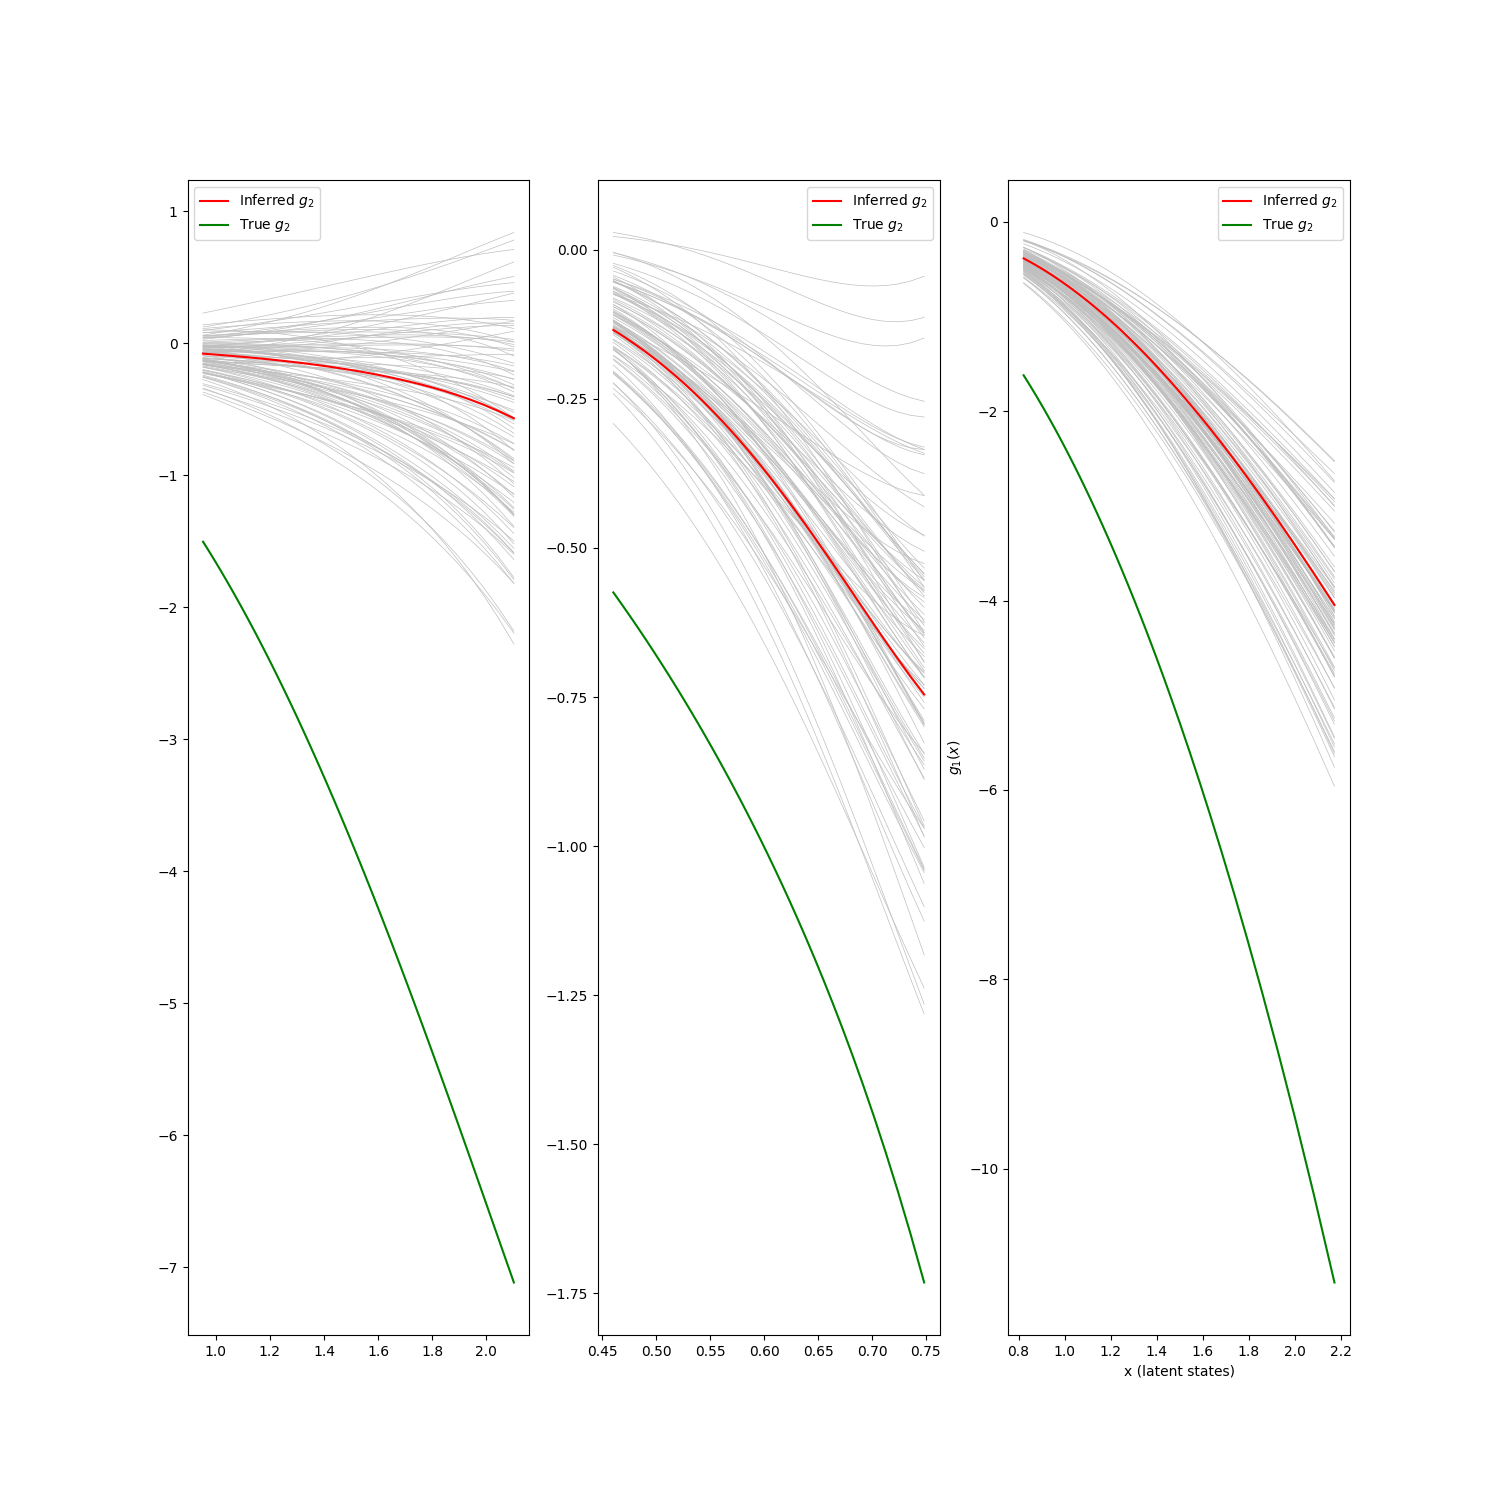 Inferred g₂
True g₂
1
0
−1
−2
−3
−4
−5
−6
−7
1.0 1.2 1.4 1.6 1.8 2.0
Inferred g₂
True g₂
0.00
−0.25
−0.50
−0.75
−1.00
−1.25
−1.50
−1.75
0.45 0.50 0.55 0.60 0.65 0.70 0.75
Inferred g₂
True g₂
g₁(x)
0
−2
−4
−6
−8
−10
0.8 1.0 1.2 1.4 1.6 1.8 2.0 2.2
x (latent states)